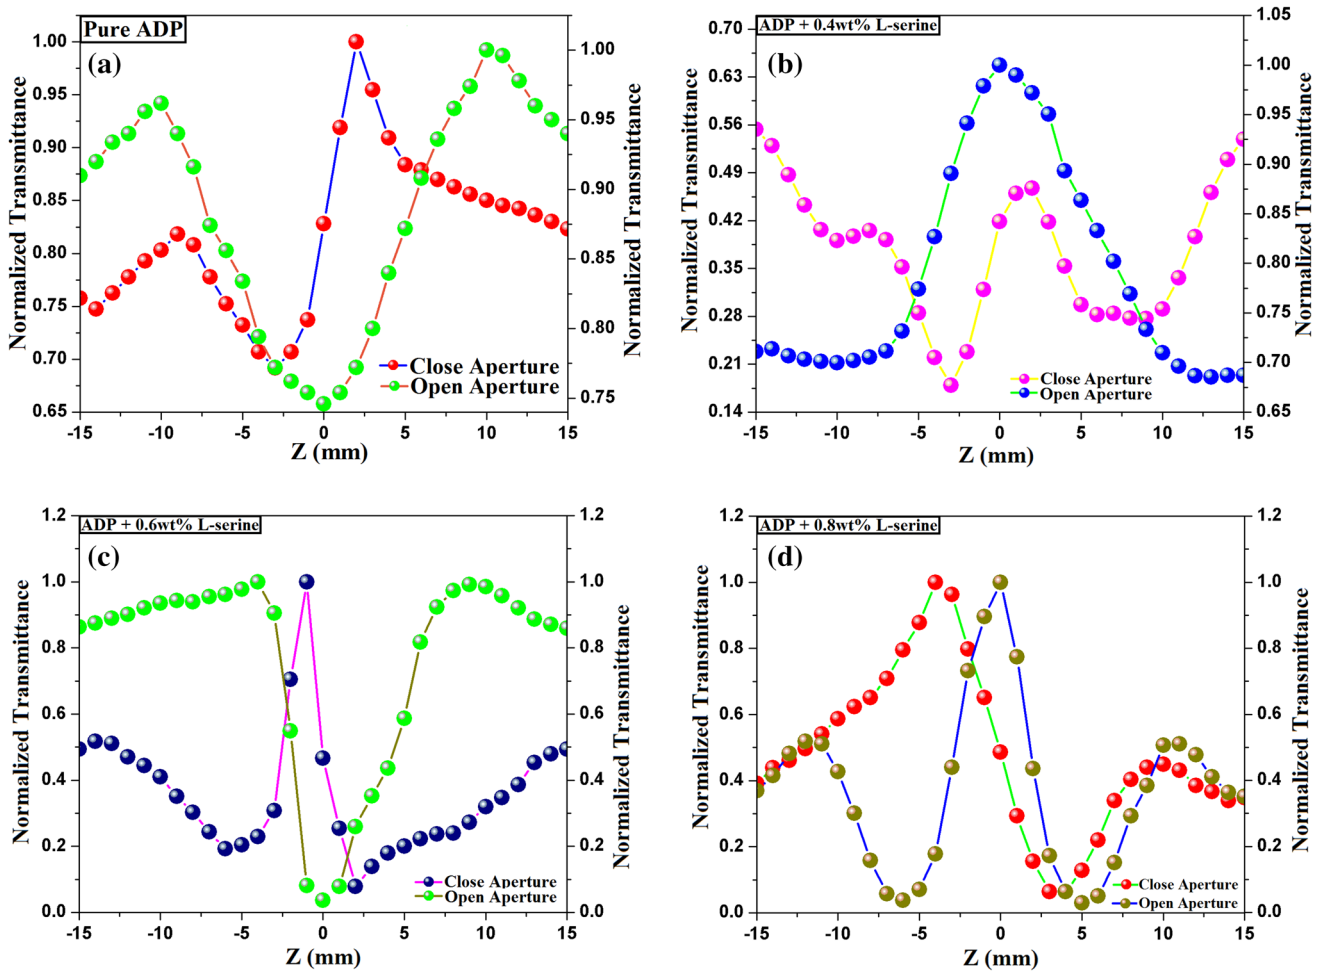 Pure ADP
(a)
1.00
0.95
0.90
0.85
0.80
0.75
0.70
0.65
1.00
0.95
0.90
0.85
0.80
0.75
Normalized Transmittance
Normalized Transmittance
Close Aperture
Open Aperture
-15 -10 -5 0 5 10 15
Z (mm)
ADP + 0.4wt% L-serine
(b)
0.70
0.63
0.56
0.49
0.42
0.35
0.28
0.21
0.14
1.05
1.00
0.95
0.90
0.85
0.80
0.75
0.70
0.65
Normalized Transmittance
Normalized Transmittance
Close Aperture
Open Aperture
-15 -10 -5 0 5 10 15
Z (mm)
ADP + 0.6wt% L-serine
(c)
1.2
1.0
0.8
0.6
0.4
0.2
0.0
1.2
1.0
0.8
0.6
0.4
0.2
0.0
Normalized Transmittance
Normalized Transmittance
Close Aperture
Open Aperture
-15 -10 -5 0 5 10 15
Z (mm)
ADP + 0.8wt% L-serine
(d)
1.2
1.0
0.8
0.6
0.4
0.2
0.0
1.2
1.0
0.8
0.6
0.4
0.2
0.0
Normalized Transmittance
Normalized Transmittance
Close Aperture
Open Aperture
-15 -10 -5 0 5 10 15
Z (mm)